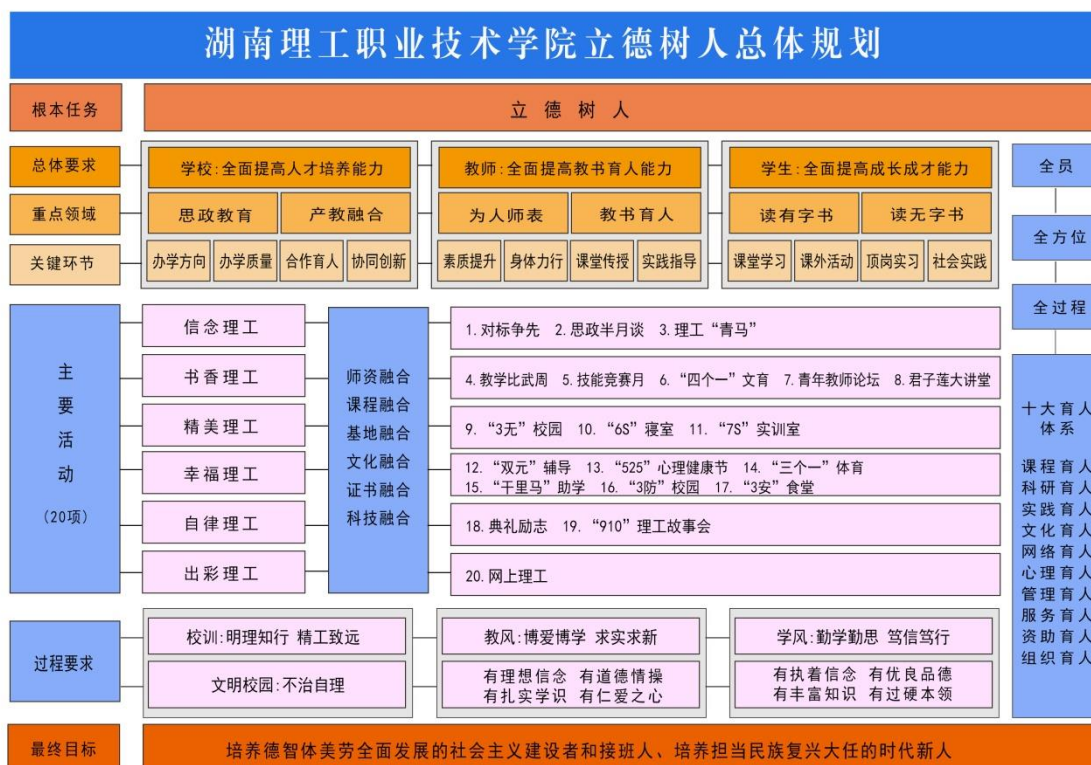 湖南理工职业技术学院立德树人总体规划
根本任务
立德树人
总体要求
学校:全面提高人才培养能力
教师:全面提高教书育人能力
学生:全面提高成长成才能力
重点领域
思政教育
产教融合
为人师表
教书育人
读有字书
读无字书
关键环节
办学方向
办学质量
合作育人
协同创新
素质提升
身体力行
课堂传授
实践指导
课堂学习
课外活动
顶岗实习
社会实践
全员
全方位
全过程
主要活动
(20项)
信念理工
书香理工
精美理工
幸福理工
自律理工
出彩理工
师资融合
课程融合
基地融合
文化融合
证书融合
科技融合
1. 对标争先 2. 思政半月谈 3. 理工“青马”
4. 教学比武周 5. 技能竞赛月 6. “四个一”文育 7. 青年教师论坛 8. 君子莲大讲堂
9. “3无”校园 10. “6S”寝室 11. “7S”实训室
12. “双元”辅导 13. “525”心理健康节 14. “三个一”体育
15. “千里马”助学 16. “3防”校园 17. “3安”食堂
18. 典礼励志 19. “910”理工故事会
20. 网上理工
十大育人
体系
课程育人
科研育人
实践育人
文化育人
网络育人
心理育人
管理育人
服务育人
资助育人
组织育人
过程要求
校训:明理知行 精工致远
教风:博爱博学 求实求新
学风:勤学勤思 笃信笃行
文明校园:不治自理
有理想信念 有道德情操
有扎实学识 有仁爱之心
有执着信念 有优良品德
有丰富知识 有过硬本领
最终目标
培养德智体美劳全面发展的社会主义建设者和接班人、培养担当民族复兴大任的时代新人